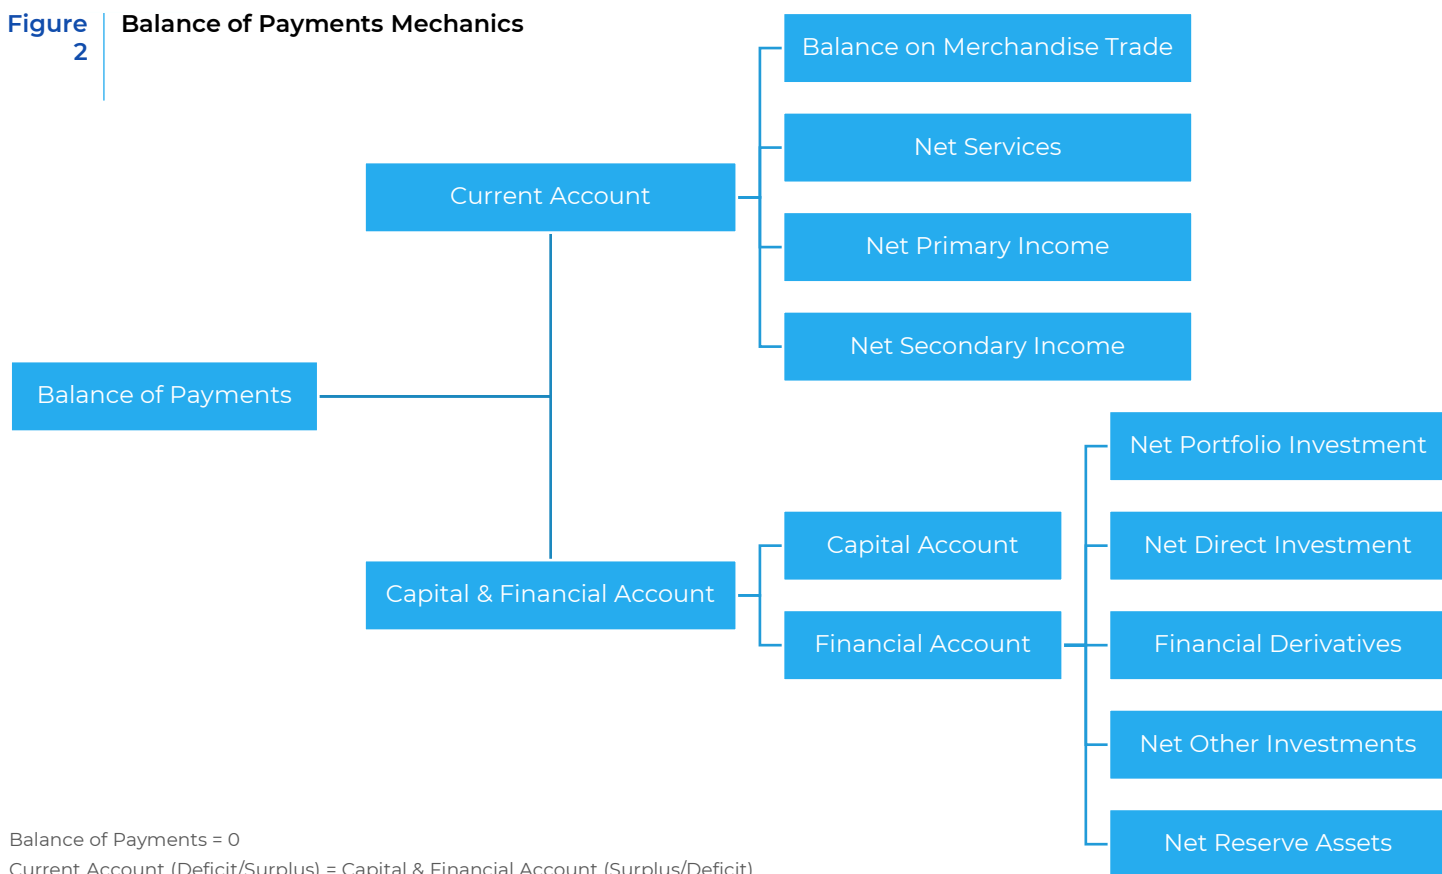 Figure
2
Balance of Payments Mechanics
Balance on Merchandise Trade
Net Services
Current Account
Net Primary Income
Net Secondary Income
Balance of Payments
Net Portfolio Investment
Capital Account
Net Direct Investment
Capital & Financial Account
Financial Account
Financial Derivatives
Net Other Investments
Net Reserve Assets
Balance of Payments = 0
Current Account (Deficit/Surplus) = Capital & Financial Account (Surplus/Deficit)